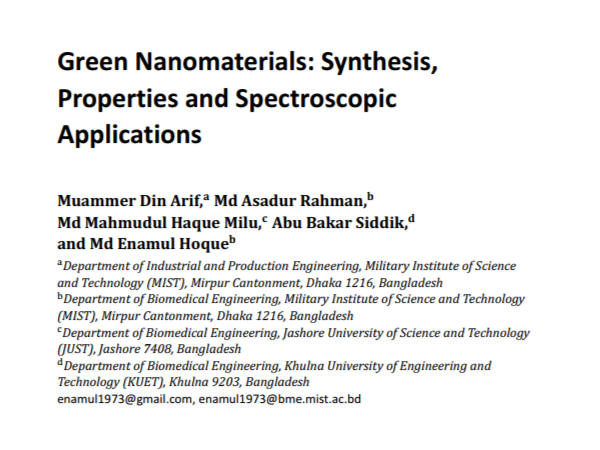 Green Nanomaterials: Synthesis,
Properties and Spectroscopic
Applications
Muammer Din Arif,a Md Asadur Rahman,b
Md Mahmudul Haque Milu,c Abu Bakar Siddik,d
and Md Enamul Hoqueb
aDepartment of Industrial and Production Engineering, Military Institute of Science
and Technology (MIST), Mirpur Cantonment, Dhaka 1216, Bangladesh
bDepartment of Biomedical Engineering, Military Institute of Science and Technology
(MIST), Mirpur Cantonment, Dhaka 1216, Bangladesh
cDepartment of Biomedical Engineering, Jashore University of Science and Technology
(JUST), Jashore 7408, Bangladesh
dDepartment of Biomedical Engineering, Khulna University of Engineering and
Technology (KUET), Khulna 9203, Bangladesh
enamul1973@gmail.com, enamul1973@bme.mist.ac.bd